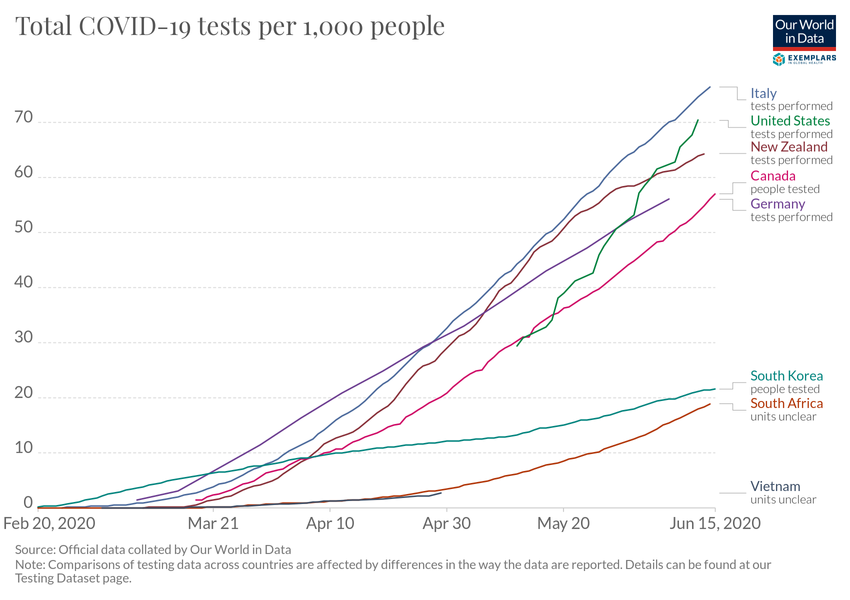 Total COVID-19 tests per 1,000 people
Our World
in Data
EXEMPLARS
IN GLOBAL HEALTH
70
60
50
40
30
20
10
0
Feb 20, 2020
Mar 21
Apr 10
Apr 30
May 20
Jun 15, 2020
Italy
tests performed
United States
tests performed
New Zealand
tests performed
Canada
people tested
Germany
tests performed
South Korea
people tested
South Africa
units unclear
Vietnam
units unclear
Source: Official data collated by Our World in Data
Note: Comparisons of testing data across countries are affected by differences in the way the data are reported. Details can be found at our
Testing Dataset page.